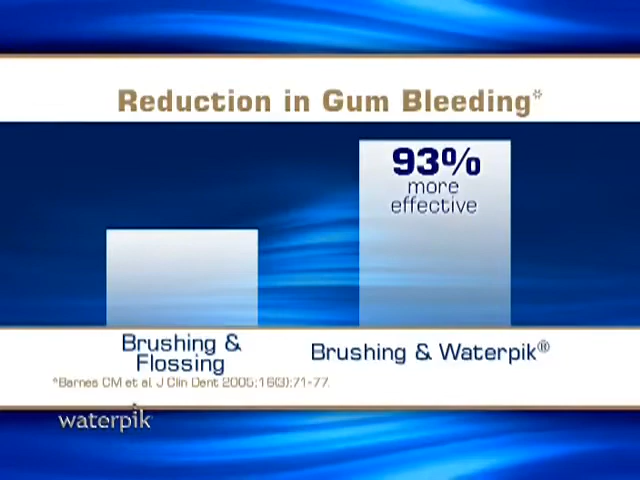 Reduction in Gum Bleeding*
93%
more
effective
Brushing &
Flossing
Brushing & Waterpik®
*Barnes CM et al. J Clin Dent 2005;16(3):71-77.
waterpik